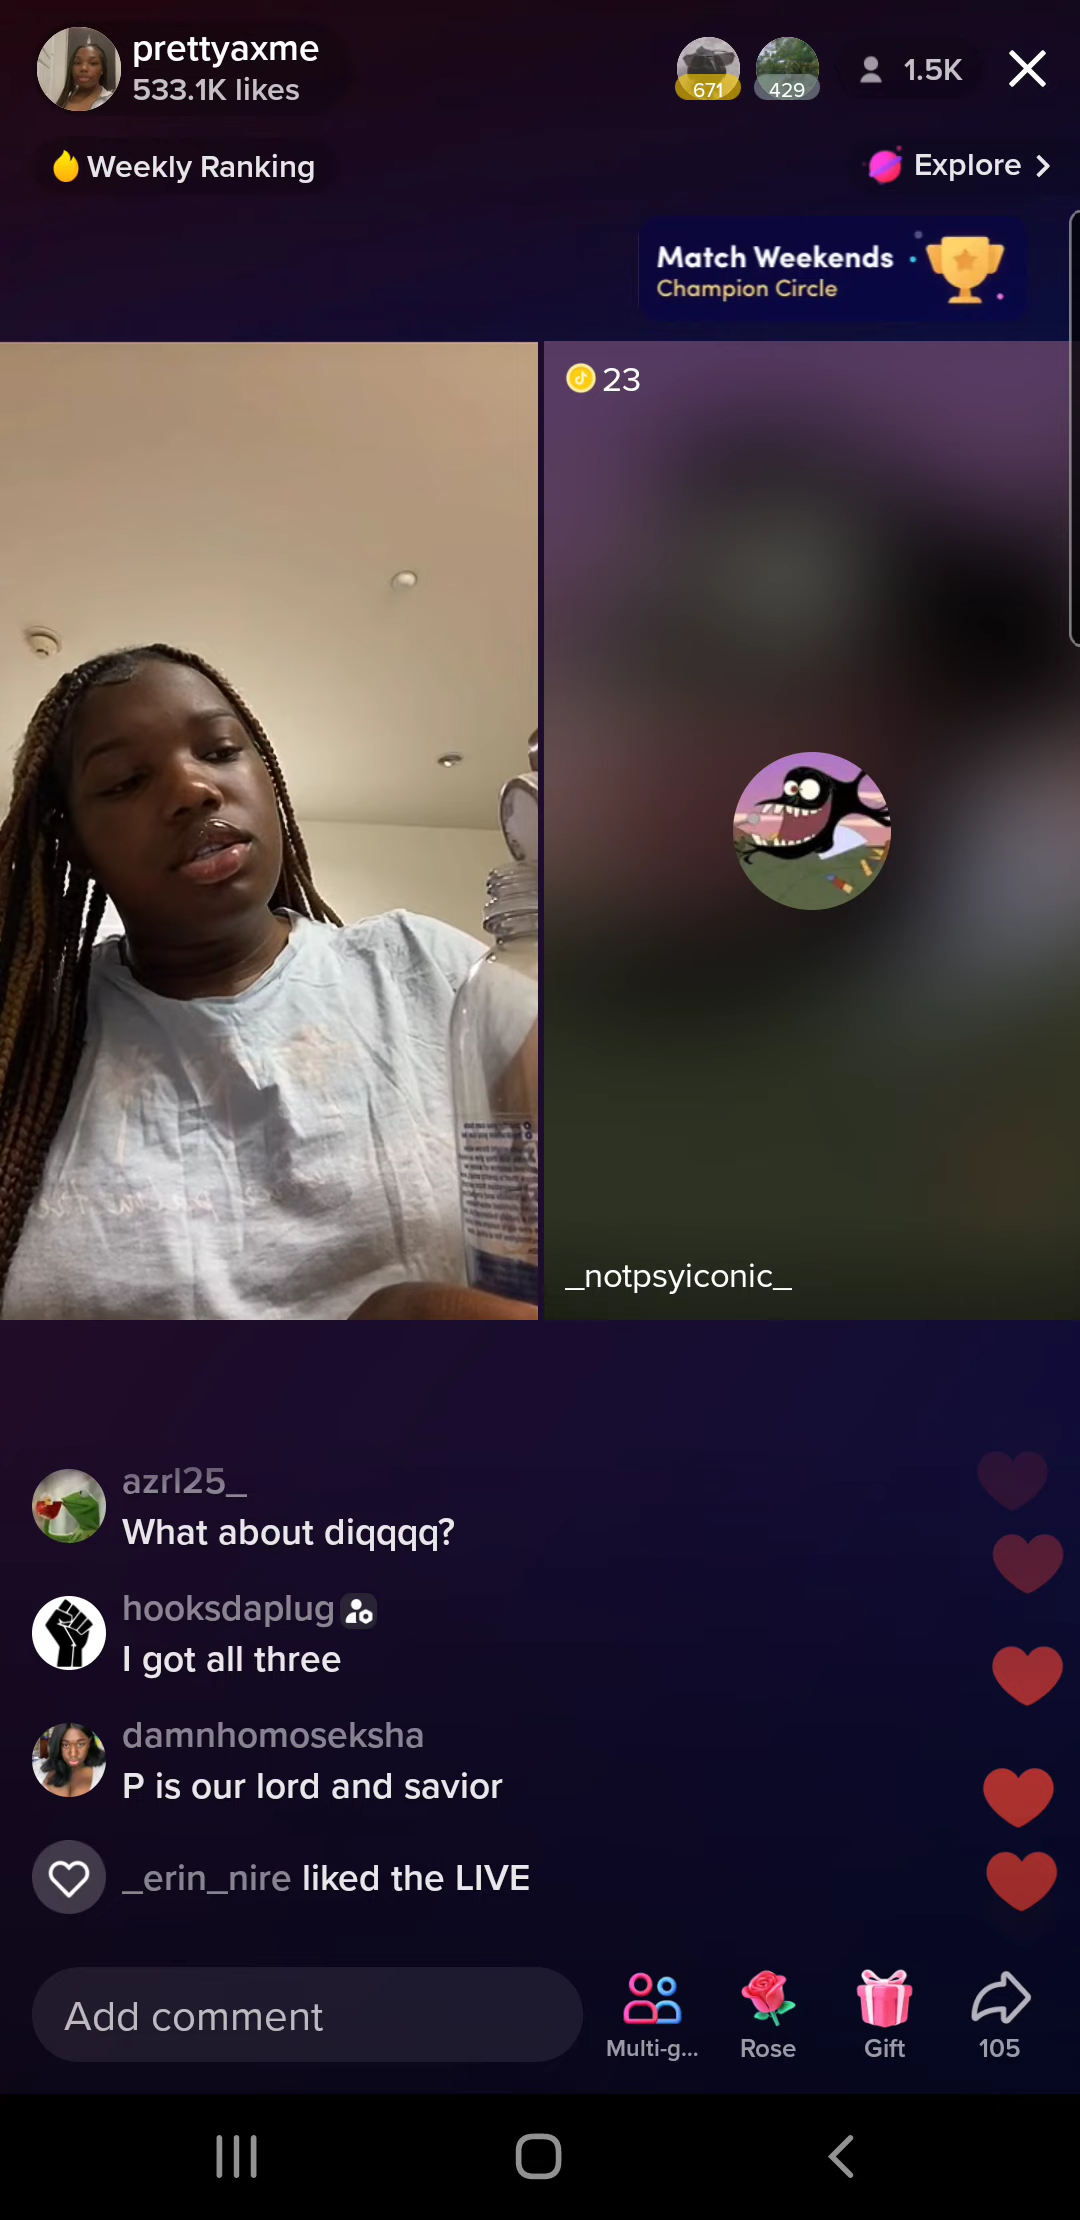 prettyaxme
533.1K likes
671
429
1.5K
Weekly Ranking
Explore
Match Weekends
Champion Circle
23
_notpsyiconic_
azrl25_
What about diqqqq?
hooksdaplug
I got all three
damnhomoseksha
P is our lord and savior
_erin_nire liked the LIVE
Add comment
Multi-g...
Rose
Gift
105